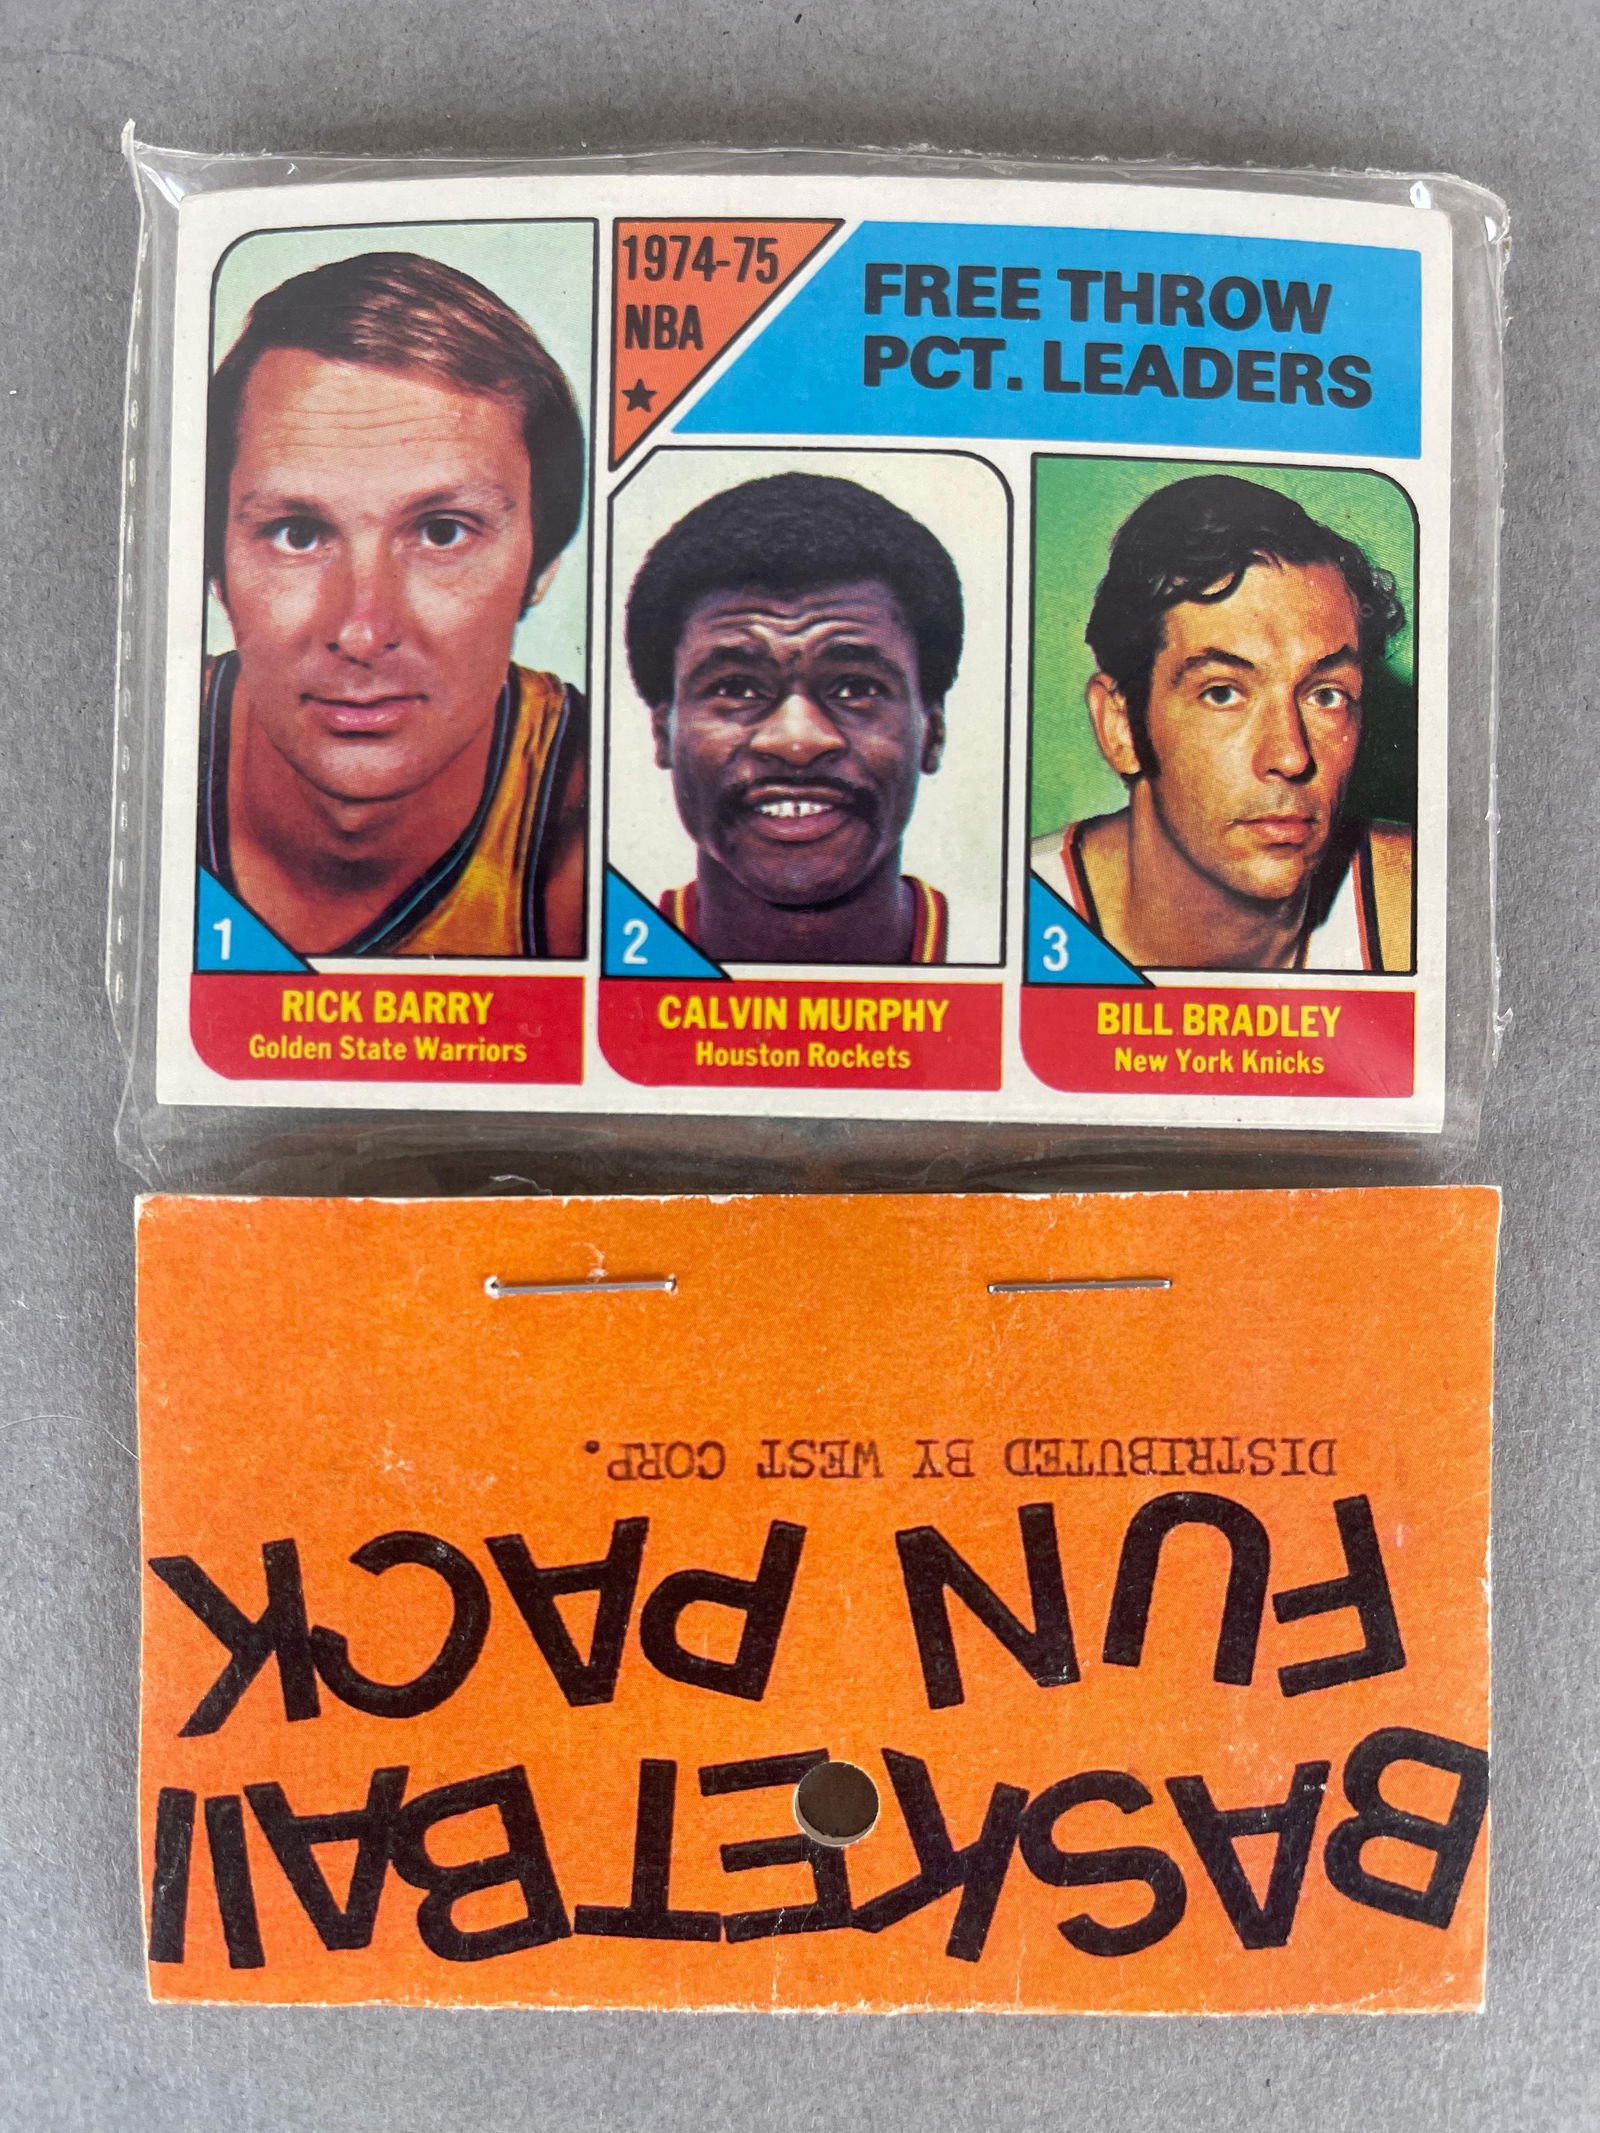 1974-75
NBA
FREE THROW
PCT. LEADERS
1
RICK BARRY
Golden State Warriors
2
CALVIN MURPHY
Houston Rockets
3
BILL BRADLEY
New York Knicks
BASKETBAll
FUN PACK
DISTRIBUTED BY WEST CORP.